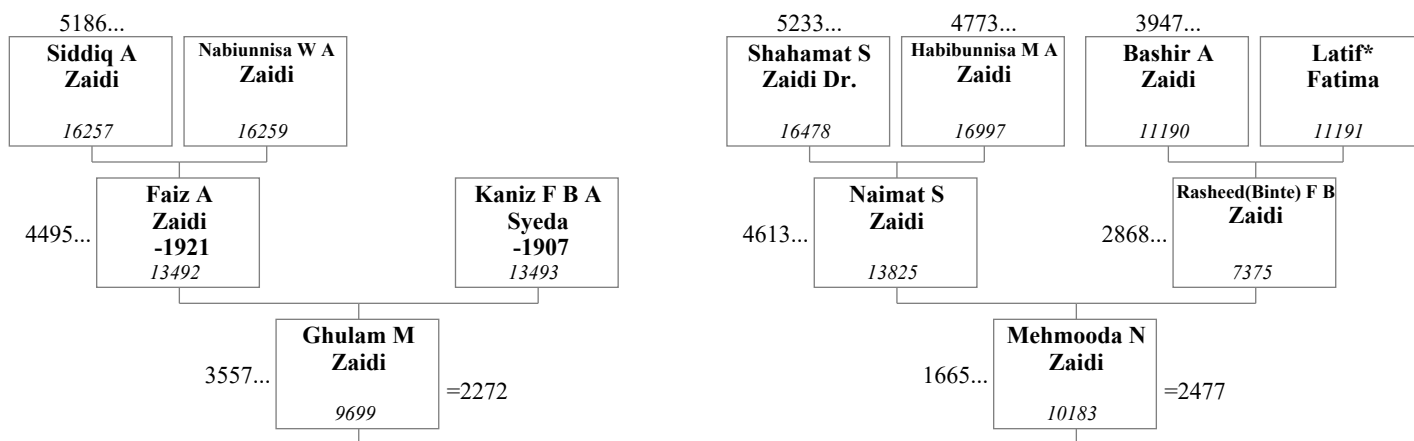 5186...
5233...
4773...
3947...
Siddiq A
Zaidi
16257
Nabiunnisa W A
Zaidi
16259
Shahamat S
Zaidi Dr.
16478
Habibunnisa M A
Zaidi
16997
Bashir A
Zaidi
11190
Latif*
Fatima
11191
4495...
Faiz A
Zaidi
-1921
13492
Kaniz F B A
Syeda
-1907
13493
4613...
Naimat S
Zaidi
13825
2868...
Rasheed(Binte) F B
Zaidi
7375
3557...
Ghulam M
Zaidi
9699
=2272
1665...
Mehmooda N
Zaidi
10183
=2477